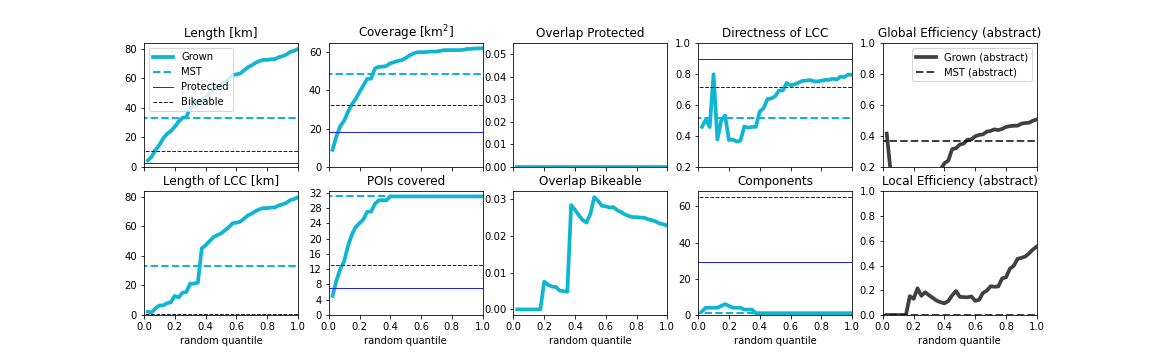 Length [km]
Coverage [km²]
Overlap Protected
Directness of LCC
Global Efficiency (abstract)
80
60
40
20
0
Grown
MST
Protected
Bikeable
60
40
20
0
0.05
0.04
0.03
0.02
0.01
0.00
1.0
0.8
0.6
0.4
0.2
1.0
0.8
0.6
0.4
0.2
Grown (abstract)
MST (abstract)
Length of LCC [km]
POIs covered
Overlap Bikeable
Components
Local Efficiency (abstract)
80
60
40
20
0
32
28
24
20
16
12
8
4
0
0.03
0.02
0.01
0.00
60
40
20
0
1.0
0.8
0.6
0.4
0.2
0.0
0.0 0.2 0.4 0.6 0.8 1.0
0.0 0.2 0.4 0.6 0.8 1.0
0.0 0.2 0.4 0.6 0.8 1.0
0.0 0.2 0.4 0.6 0.8 1.0
0.0 0.2 0.4 0.6 0.8 1.0
random quantile
random quantile
random quantile
random quantile
random quantile